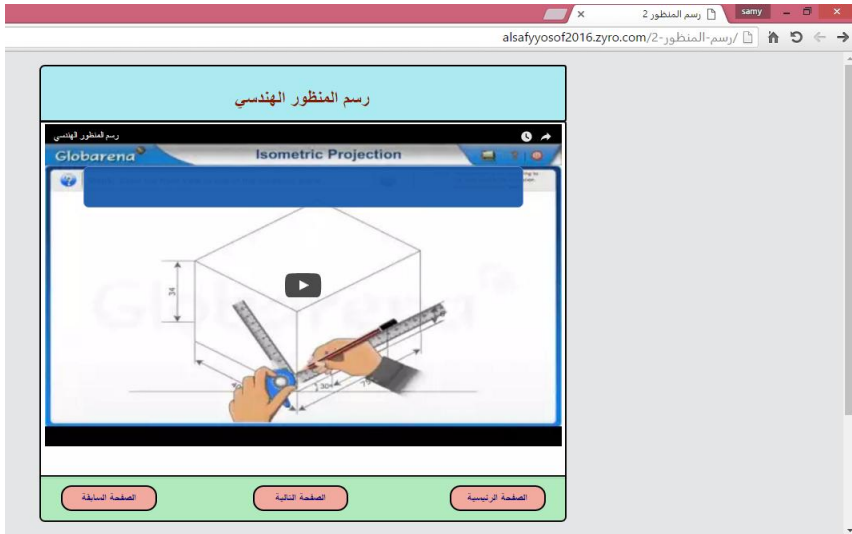 رسم المنظور 2
samy
alsafyyosof2016.zyro.com/رسم-المنظور-2/
رسم المنظور الهندسي
رسم المنظور الهندسي
Globarena
Isometric Projection
34
30
Globarena
الصفحة الرئيسية
الصفحة التالية
الصفحة السابقة